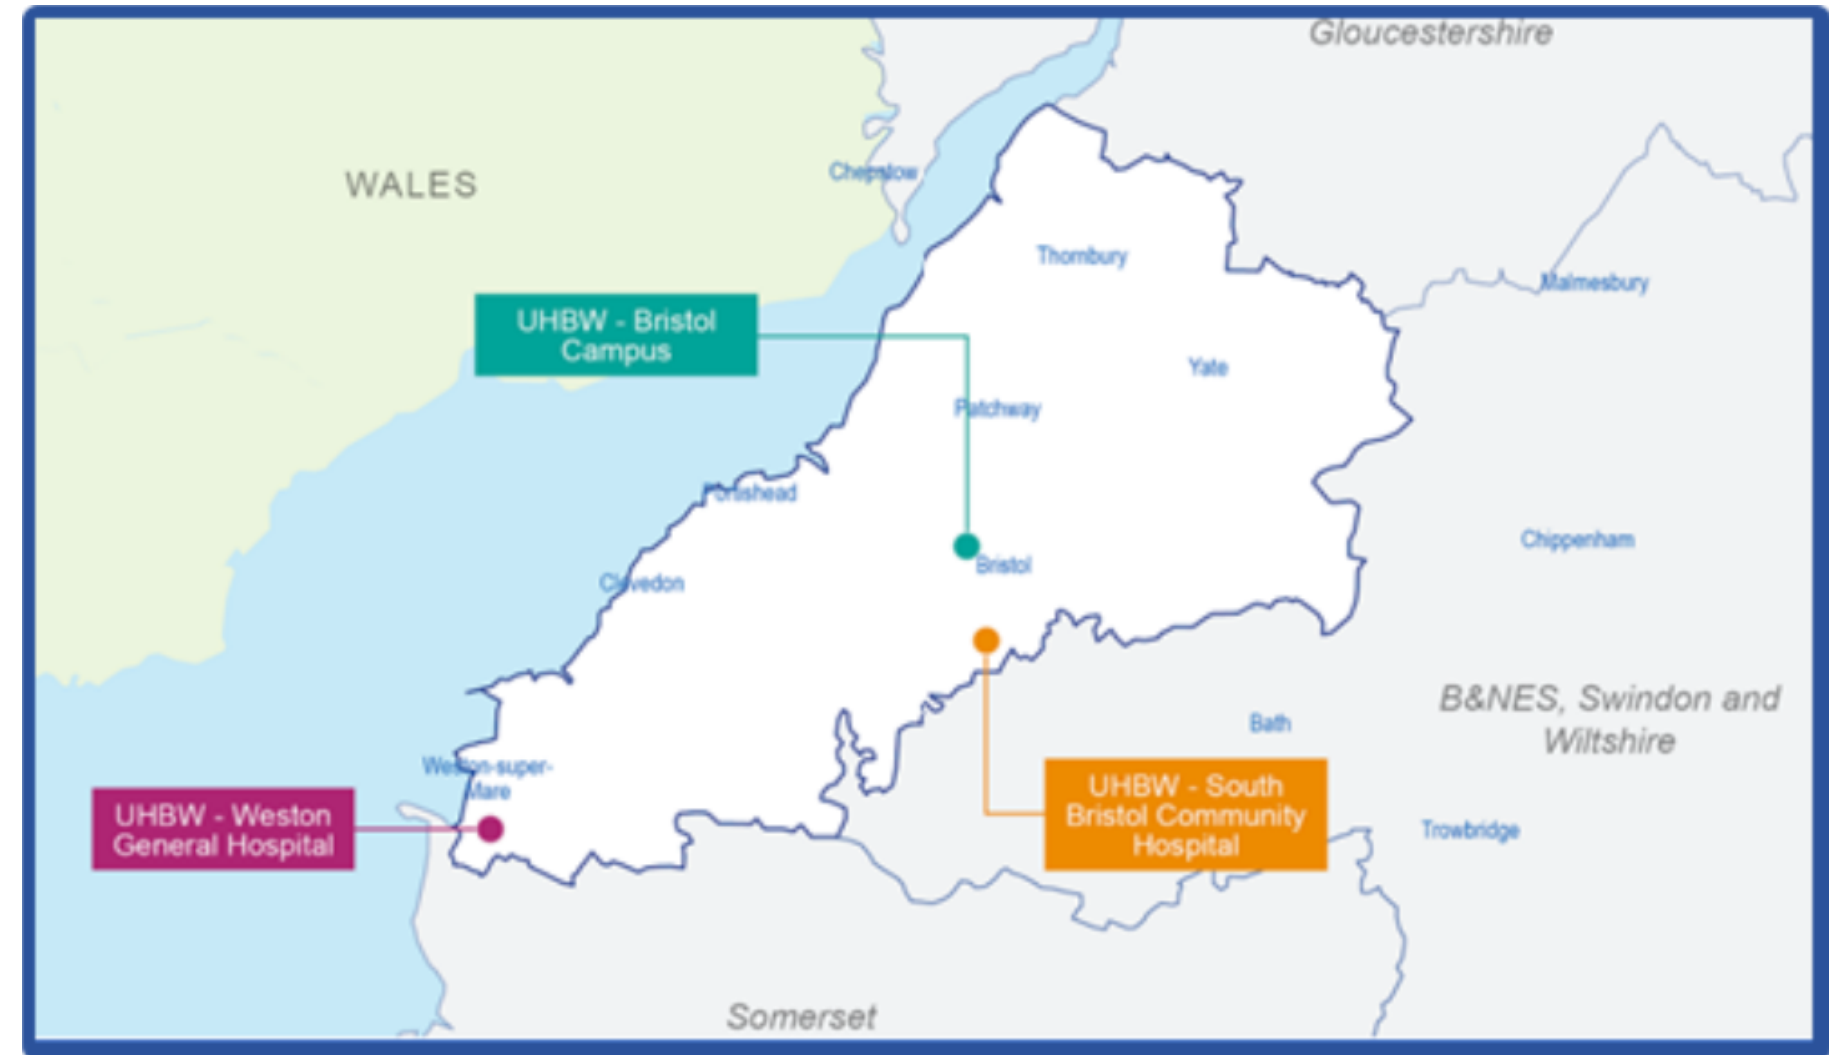 Gloucestershire
WALES
Chepstow
Thornbury
Malmesbury
UHBW - Bristol
Campus
Yate
Patchway
Portishead
Chippenham
Bristol
Clevedon
B&NES, Swindon and
Wiltshire
Bath
Weston-super-
Mare
UHBW - South
Bristol Community
Hospital
UHBW - Weston
General Hospital
Trowbridge
Somerset